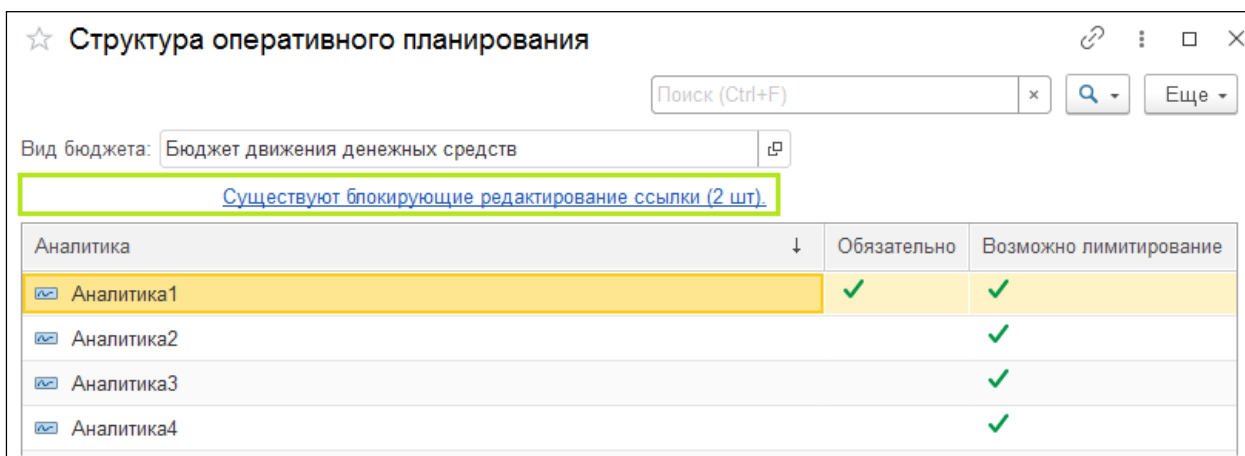 Структура оперативного планирования
Поиск (Ctrl+F)
Еще
Вид бюджета: Бюджет движения денежных средств
Существуют блокирующие редактирование ссылки (2 шт).
Аналитика Обязательно Возможно лимитирование
Аналитика1
Аналитика2
Аналитика3
Аналитика4